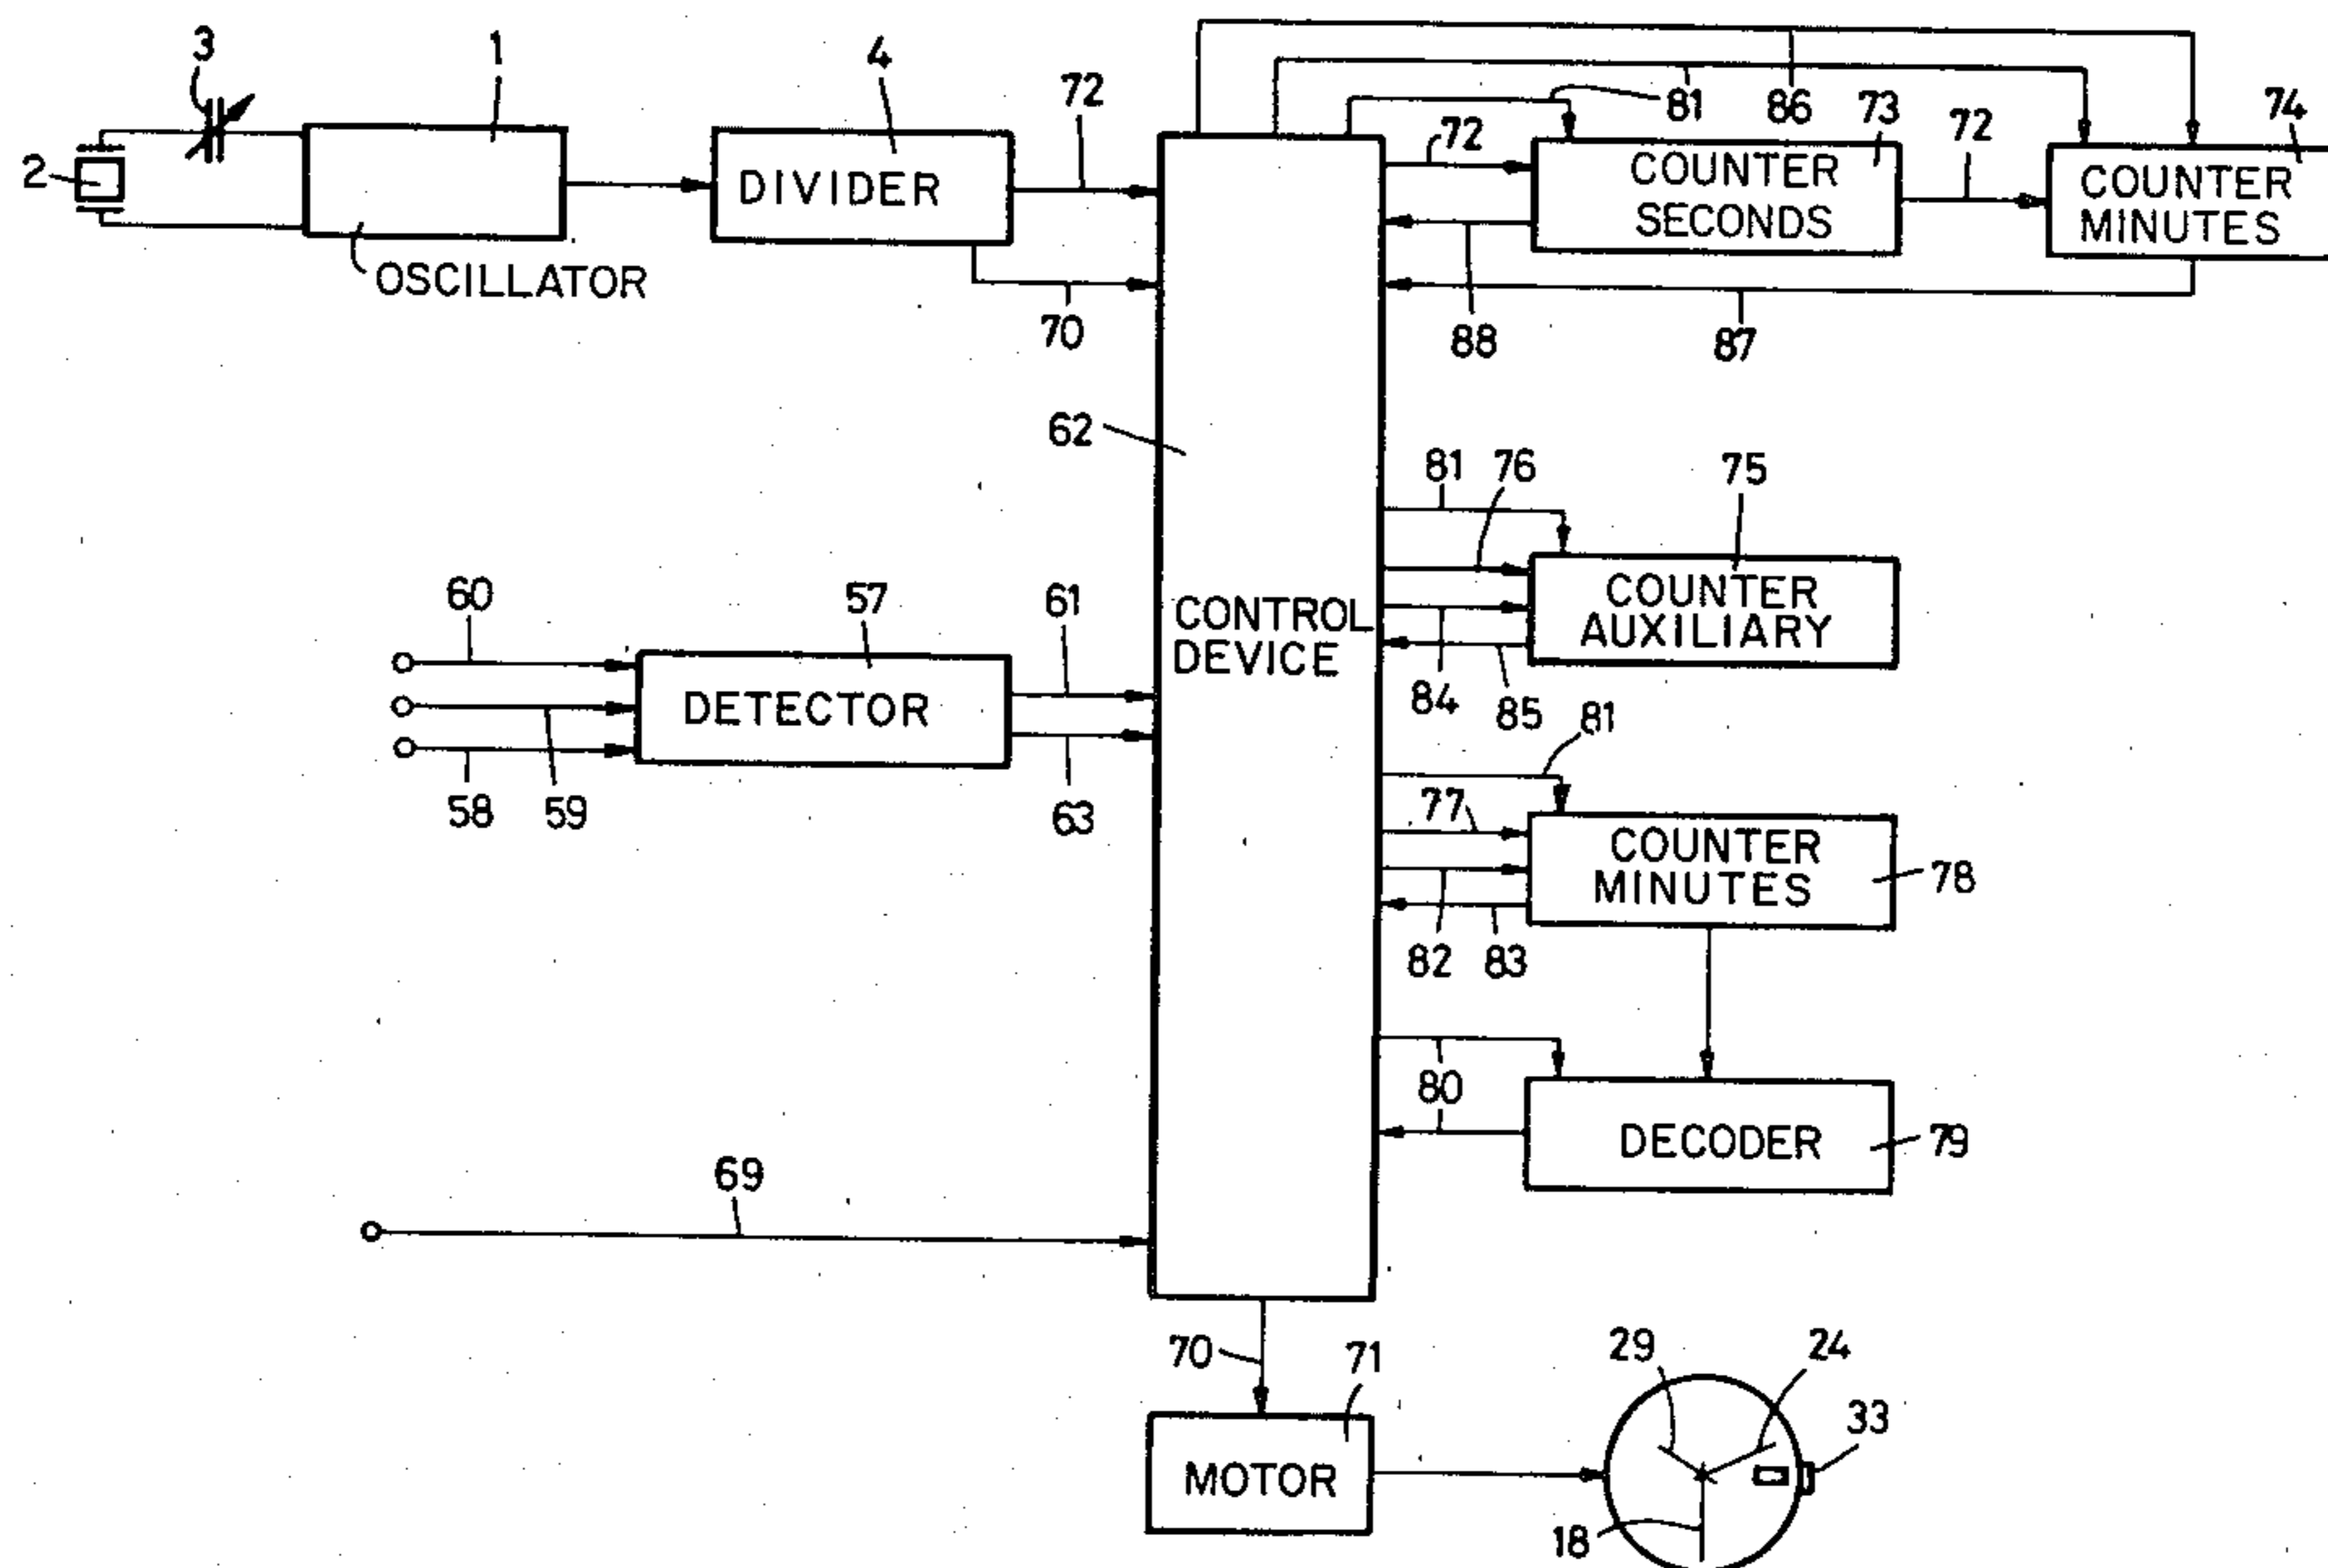 3
1
4
72
86
81
73
74
2
OSCILLATOR
DIVIDER
70
72
COUNTER
SECONDS
72
COUNTER
MINUTES
88
87
62
81
76
75
COUNTER
AUXILIARY
84
85
60
57
61
DETECTOR
58
59
63
CONTROL
DEVICE
81
77
COUNTER
MINUTES
78
82
83
80
DECODER
79
69
70
71
MOTOR
29
24
33
18